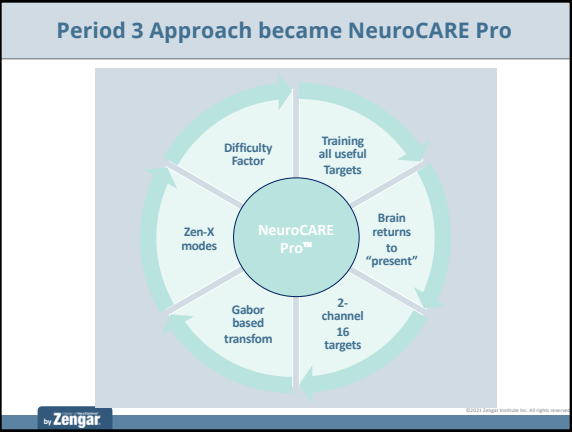 Period 3 Approach became NeuroCARE Pro
Difficulty
Factor
Training
all useful
Targets
Zen-X
modes
NeuroCARE
Pro™
Brain
returns
to
“present”
Gabor
based
transfom
2-
channel
16
targets
©2021 Zengar Institute Inc. All rights reserved
by Zengar